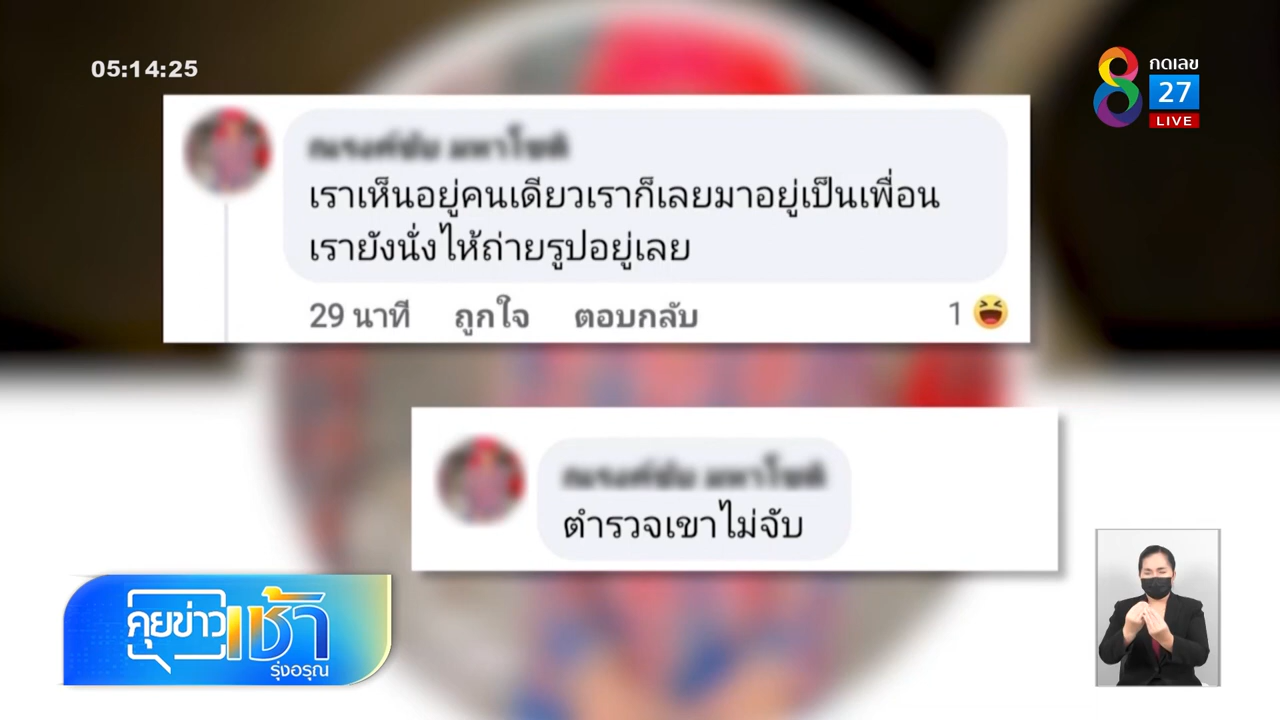 05:14:25
กดเลข
8
27
LIVE
เราเห็นอยู่คนเดียวเราก็เลยมาอยู่เป็นเพื่อน
เรายังนั่งไห้ถ่ายรูปอยู่เลย
29 นาที ถูกใจ ตอบกลับ 1
ตำรวจเขาไม่จับ
คุยข่าวเช้า
รุ่งอรุณ